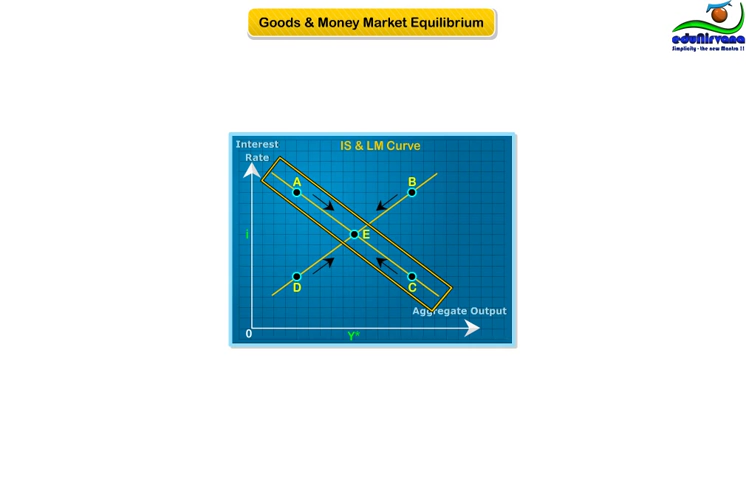 Goods & Money Market Equilibrium
eduNirvana
Simplicity - the new Mantra !!
Interest
Rate
IS & LM Curve
A
B
i
E
D
C
Aggregate Output
0
Y*